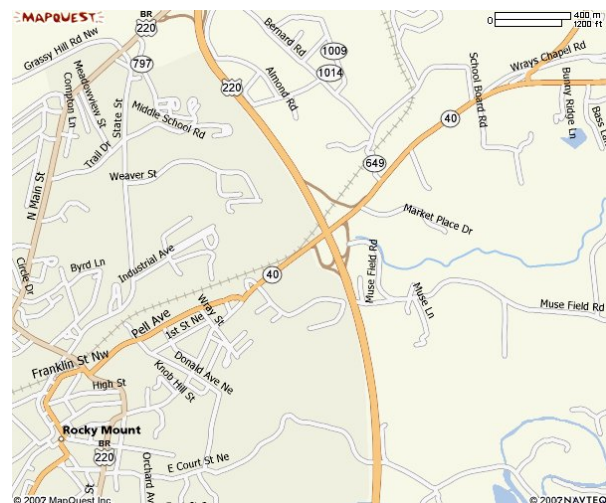 MAPQUEST
BR
220
400 m
0
1200 ft
Grassy Hill Rd Nw
Bernard Rd
1009
Wrays Chapel Rd
797
1014
School Board Rd
220
Almond Rd
Bunny Ridge Ln
Meadowview St
Compton Ln
State St
Middle School Rd
40
Trail Dr
649
Weaver St
N Main St
Market Place Dr
Industrial Ave
Byrd Ln
Circle Dr
40
Muse Field Rd
Muse Ln
Muse Field Rd
Wray St
Pell Ave
1st St Ne
Franklin St Nw
Donald Ave Ne
Knob Hill St
High St
Rocky Mount
BR
220
E Court St Ne
Orchard Av
St
© 2007 MapQuest Inc.
© 2007 NAVTEQ